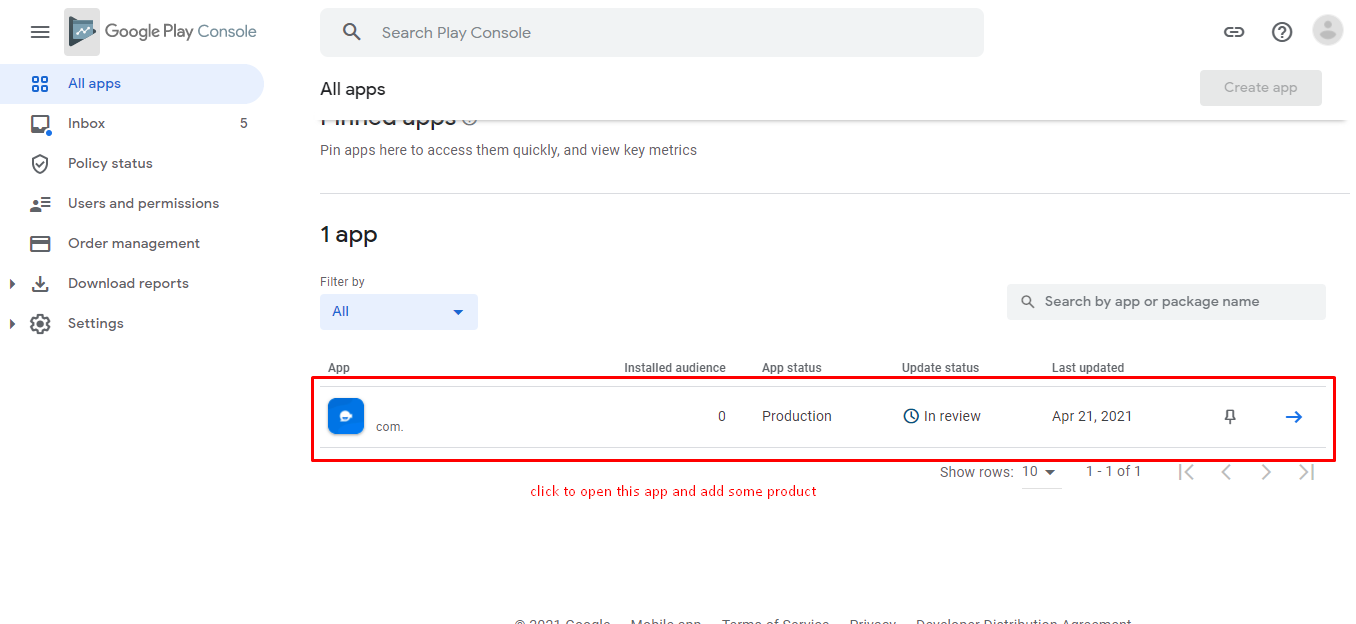 Google Play Console
Search Play Console
All apps
All apps
Create app
Inbox 5
Pinned apps
Policy status
Pin apps here to access them quickly, and view key metrics
Users and permissions
Order management
1 app
Download reports
Filter by
All
Search by app or package name
Settings
App Installed audience App status Update status Last updated
com. 0 Production In review Apr 21, 2021
Show rows: 10 1 - 1 of 1
click to open this app and add some product
© 2021 Google Mobile app Terms of Service Privacy Developer Distribution Agreement